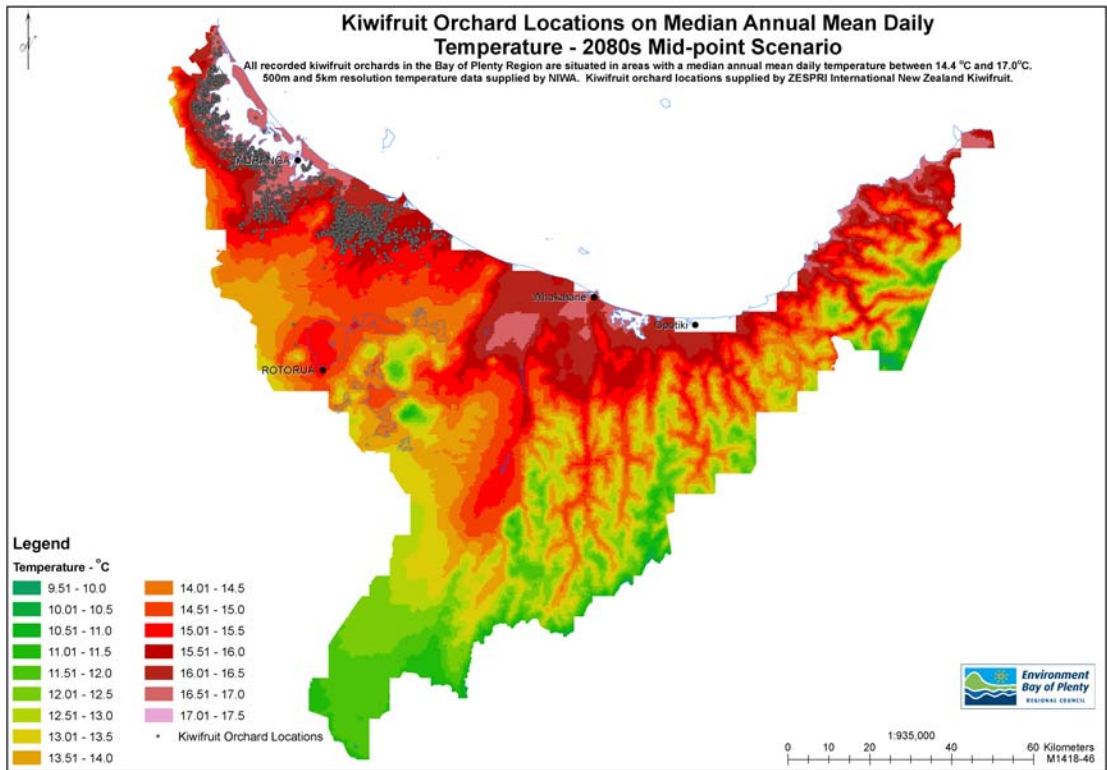 Kiwifruit Orchard Locations on Median Annual Mean Daily
Temperature - 2080s Mid-point Scenario
All recorded kiwifruit orchards in the Bay of Plenty Region are situated in areas with a median annual mean daily temperature between 14.4 °C and 17.0°C.
500m and 5km resolution temperature data supplied by NIWA. Kiwifruit orchard locations supplied by ZESPRI International New Zealand Kiwifruit.
TAURANGA
Whakatane
Opotiki
ROTORUA
Legend
Temperature - °C
9.51 - 10.0
10.01 - 10.5
10.51 - 11.0
11.01 - 11.5
11.51 - 12.0
12.01 - 12.5
12.51 - 13.0
13.01 - 13.5
13.51 - 14.0
14.01 - 14.5
14.51 - 15.0
15.01 - 15.5
15.51 - 16.0
16.01 - 16.5
16.51 - 17.0
17.01 - 17.5
Kiwifruit Orchard Locations
Environment
Bay of Plenty
REGIONAL COUNCIL
1:935,000
0 10 20 40 60 Kilometers
M1418-46